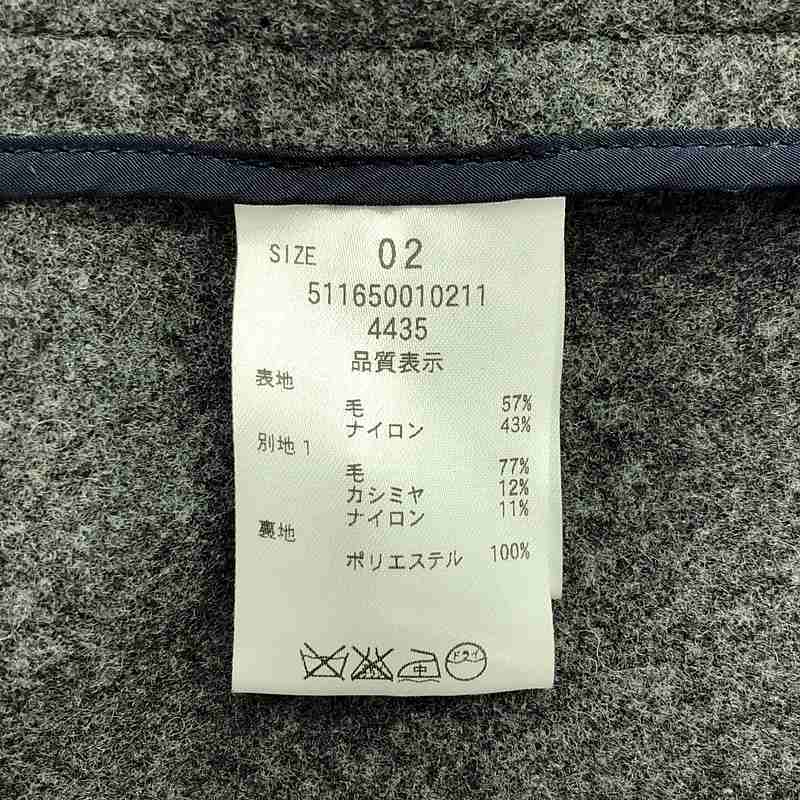 SIZE 02
511650010211
4435
品質表示
表地
毛 57%
ナイロン 43%
別地1
毛 77%
カシミヤ 12%
ナイロン 11%
裏地
ポリエステル 100%
中 ドライ